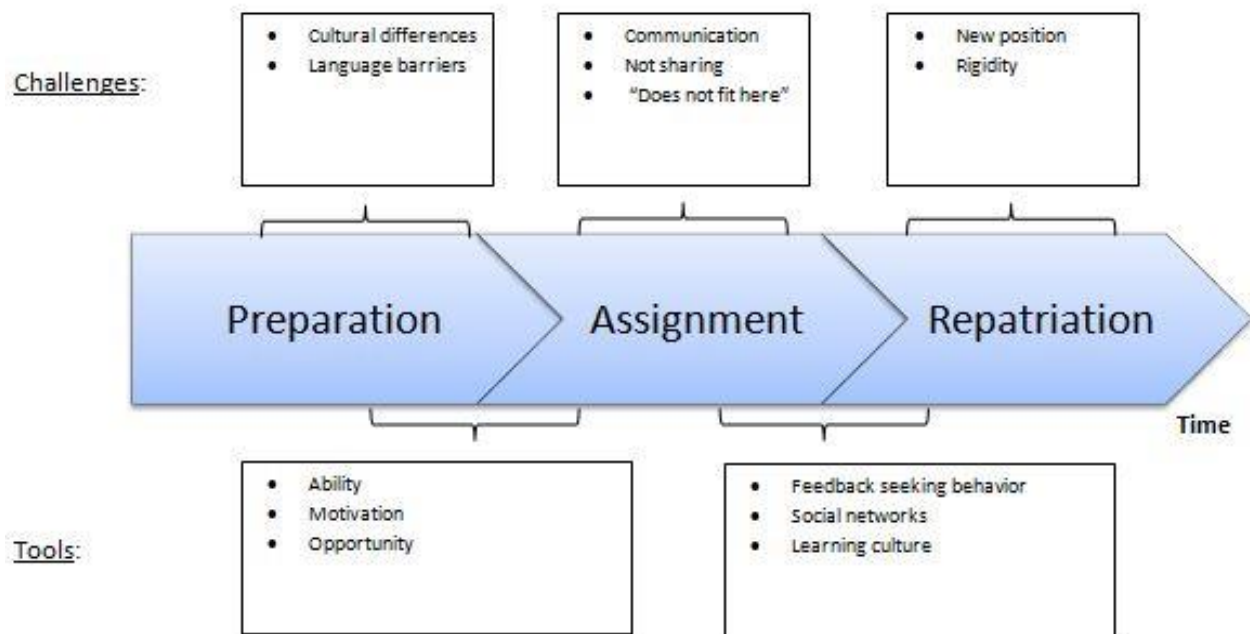 Challenges:
• Cultural differences
• Language barriers
• Communication
• Not sharing
• "Does not fit here"
• New position
• Rigidity
Preparation
Assignment
Repatriation
Time
Tools:
• Ability
• Motivation
• Opportunity
• Feedback seeking behavior
• Social networks
• Learning culture